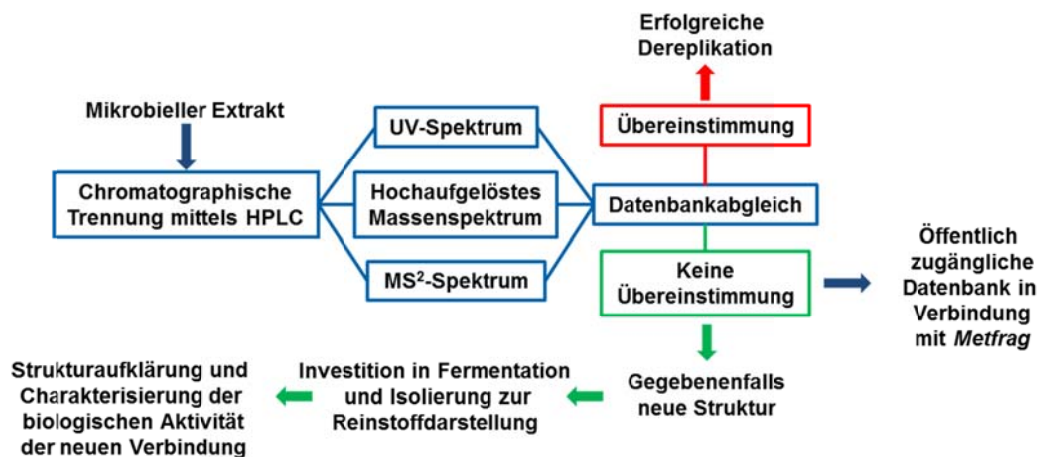 Mikrobieller Extrakt
Chromatographische
Trennung mittels HPLC
UV-Spektrum
Hochaufgelöstes
Massenspektrum
MS²-Spektrum
Datenbankabgleich
Übereinstimmung
Erfolgreiche
Dereplikation
Keine
Übereinstimmung
Öffentlich
zugängliche
Datenbank in
Verbindung
mit Metfrag
Gegebenenfalls
neue Struktur
Investition in Fermentation
und Isolierung zur
Reinstoffdarstellung
Strukturaufklärung und
Charakterisierung der
biologischen Aktivität
der neuen Verbindung